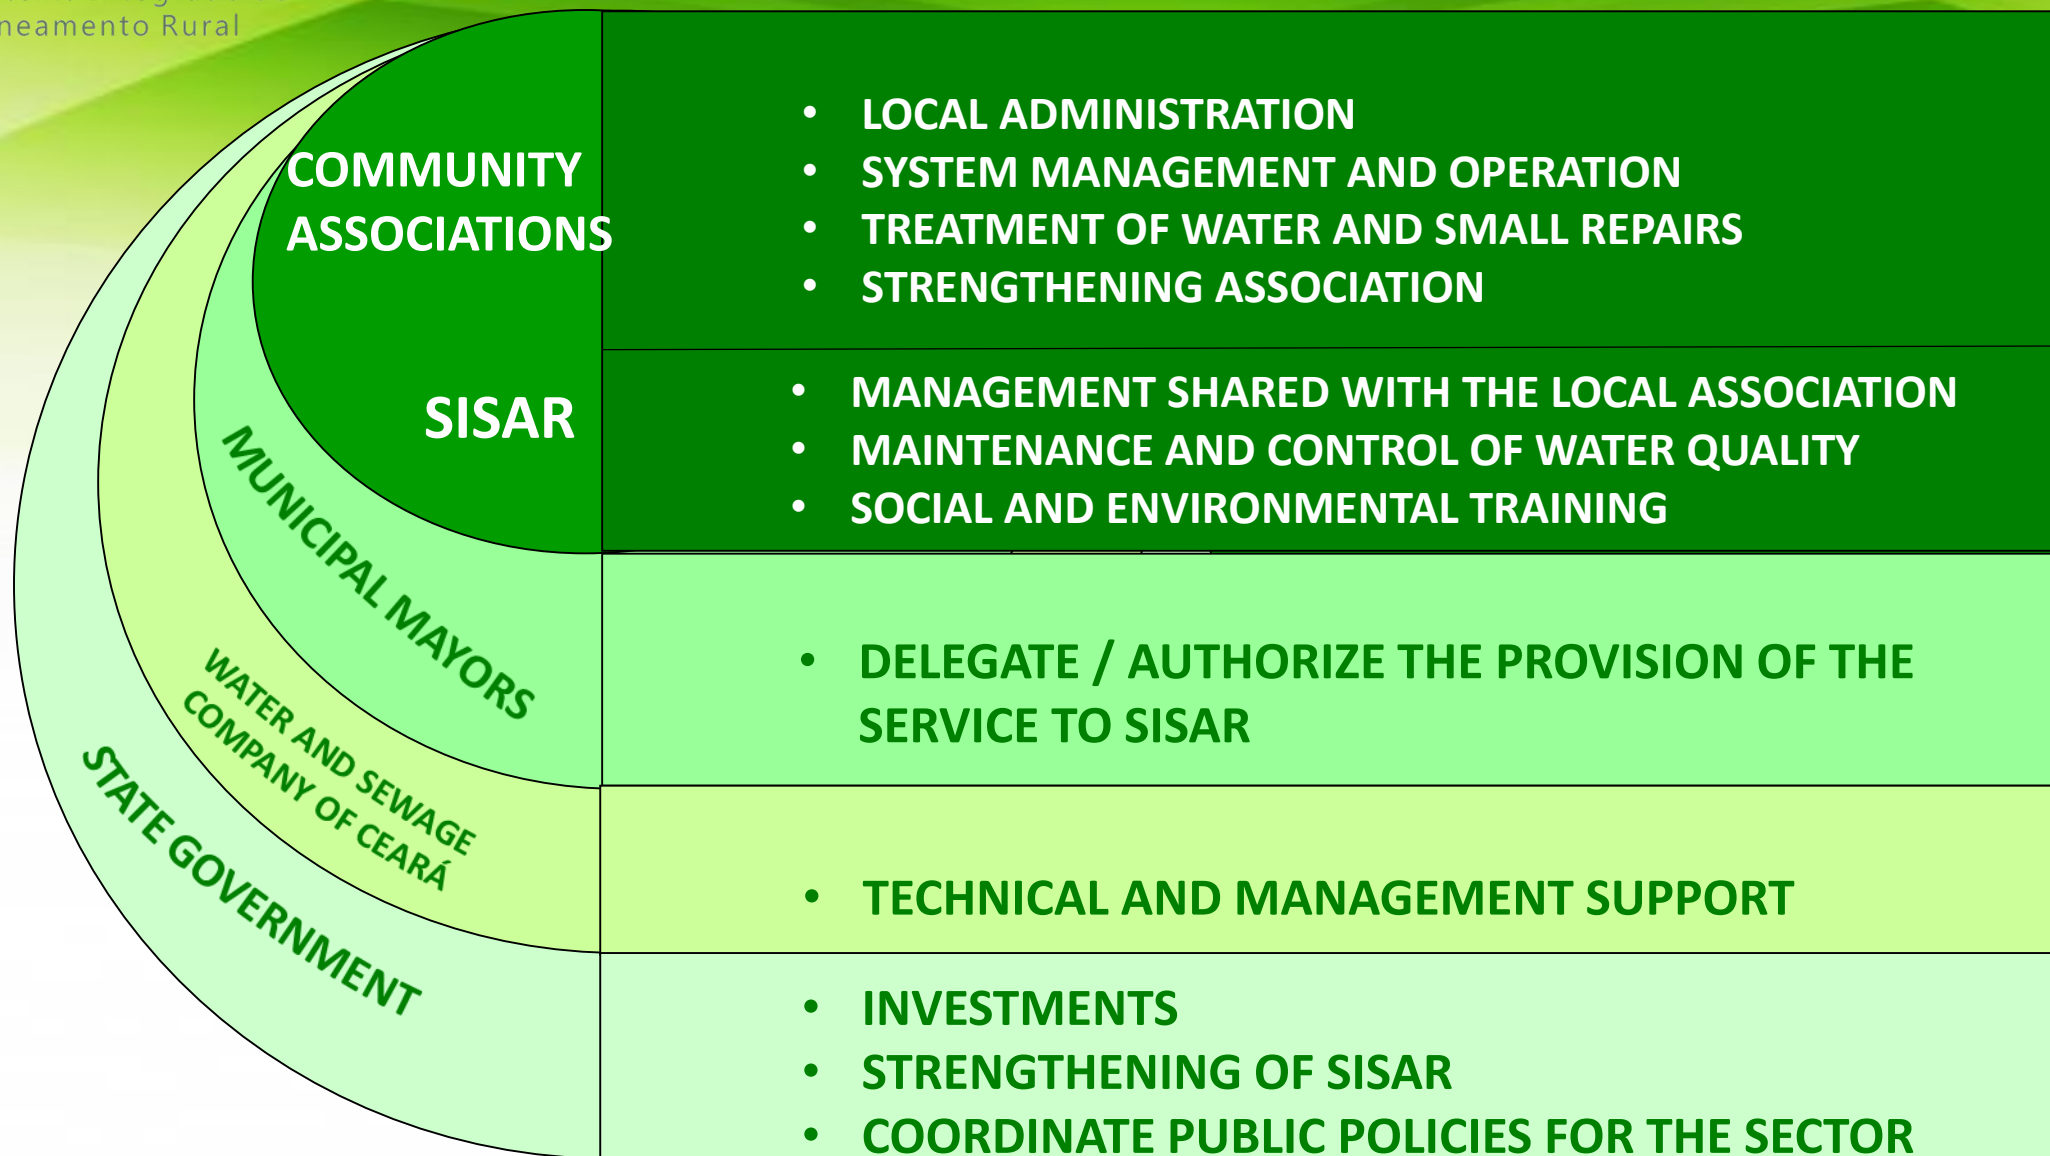 Rural
COMMUNITY
ASSOCIATIONS
• LOCAL ADMINISTRATION
• SYSTEM MANAGEMENT AND OPERATION
• TREATMENT OF WATER AND SMALL REPAIRS
• STRENGTHENING ASSOCIATION
SISAR
• MANAGEMENT SHARED WITH THE LOCAL ASSOCIATION
• MAINTENANCE AND CONTROL OF WATER QUALITY
• SOCIAL AND ENVIRONMENTAL TRAINING
MUNICIPAL MAYORS
• DELEGATE / AUTHORIZE THE PROVISION OF THE
SERVICE TO SISAR
WATER AND SEWAGE
COMPANY OF CEARÁ
• TECHNICAL AND MANAGEMENT SUPPORT
STATE GOVERNMENT
• INVESTMENTS
• STRENGTHENING OF SISAR
• COORDINATE PUBLIC POLICIES FOR THE SECTOR